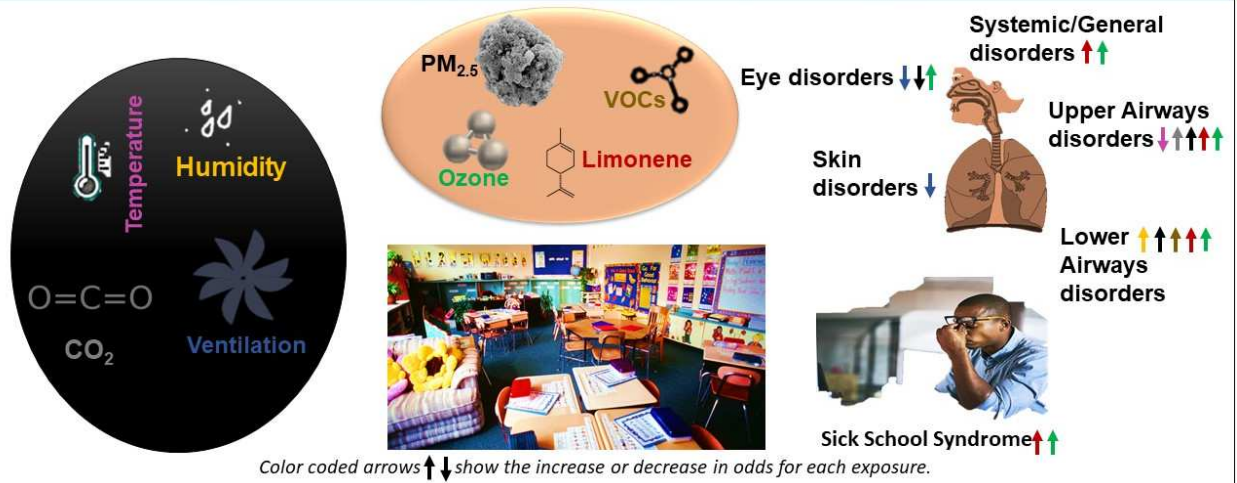 Temperature
Humidity
O=C=O
CO₂
Ventilation
PM₂.₅
VOCs
Ozone
Limonene
Systemic/General
disorders ↑↑
Eye disorders ↓↓↑
Upper Airways
disorders ↓↑↑↑↑
Skin
disorders ↓
Lower ↑↑↑↑↑
Airways
disorders
Sick School Syndrome↑↑
Color coded arrows ↑↓ show the increase or decrease in odds for each exposure.